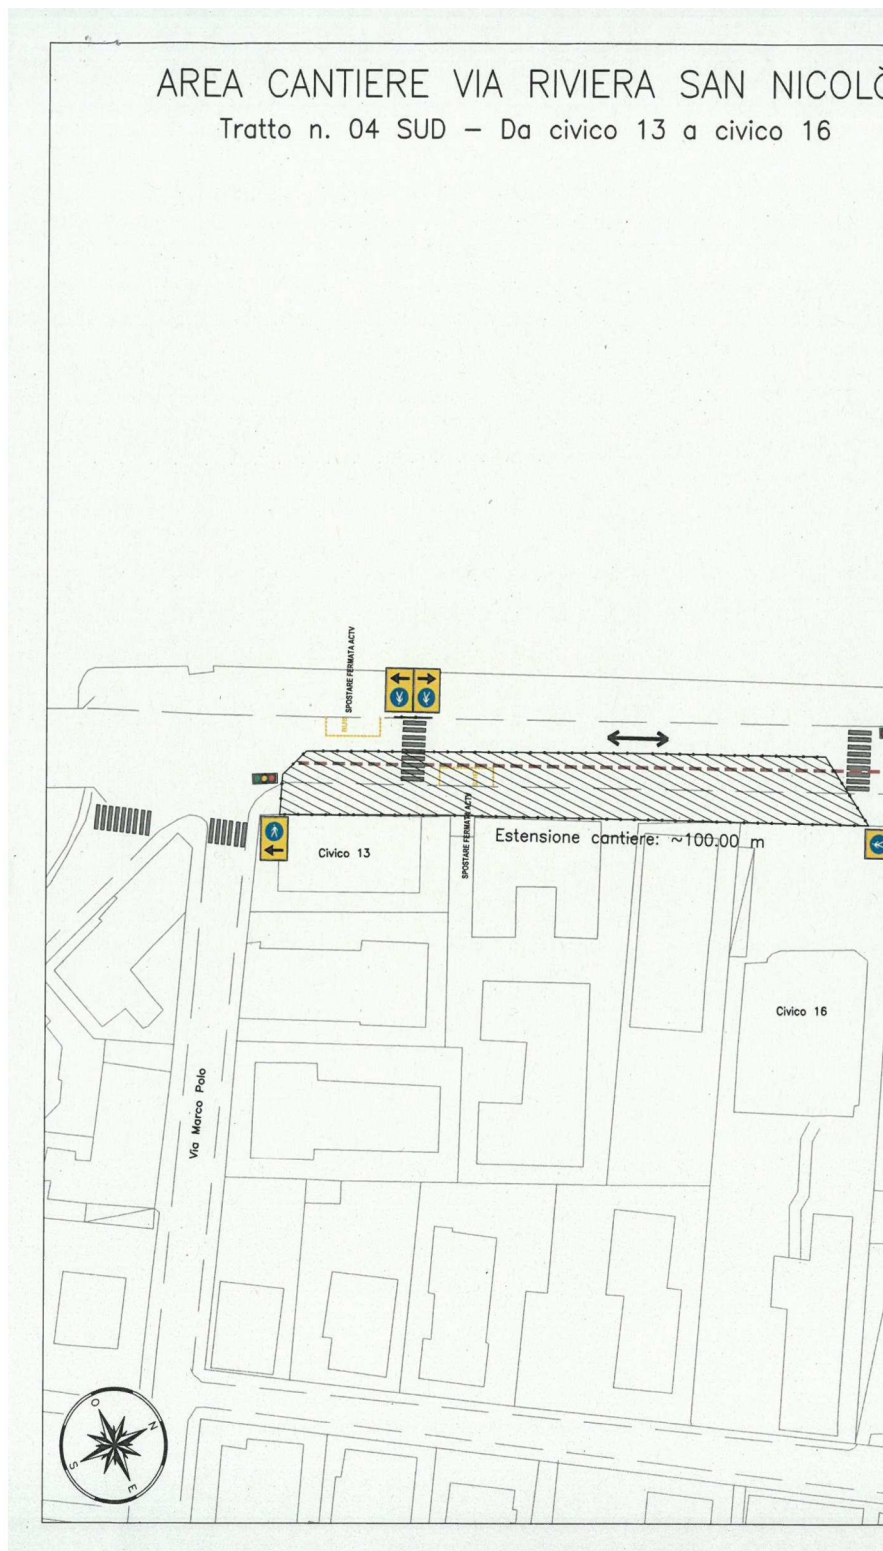 AREA CANTIERE VIA RIVIERA SAN NICOLÒ
Tratto n. 04 SUD – Da civico 13 a civico 16
SPOSTARE FERMATA ACTV
BUS
SPOSTARE FERMATA ACTV
Estensione cantiere: ~100.00 m
Civico 13
Civico 16
Via Marco Polo
O
N
S
E